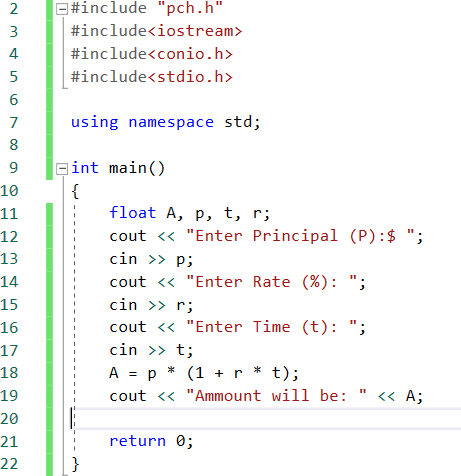 2 #include "pch.h"
3 #include<iostream>
4 #include<conio.h>
5 #include<stdio.h>
6
7 using namespace std;
8
9 int main()
10 {
11 float A, p, t, r;
12 cout << "Enter Principal (P):$ ";
13 cin >> p;
14 cout << "Enter Rate (%): ";
15 cin >> r;
16 cout << "Enter Time (t): ";
17 cin >> t;
18 A = p * (1 + r * t);
19 cout << "Ammount will be: " << A;
20
21 return 0;
22 }